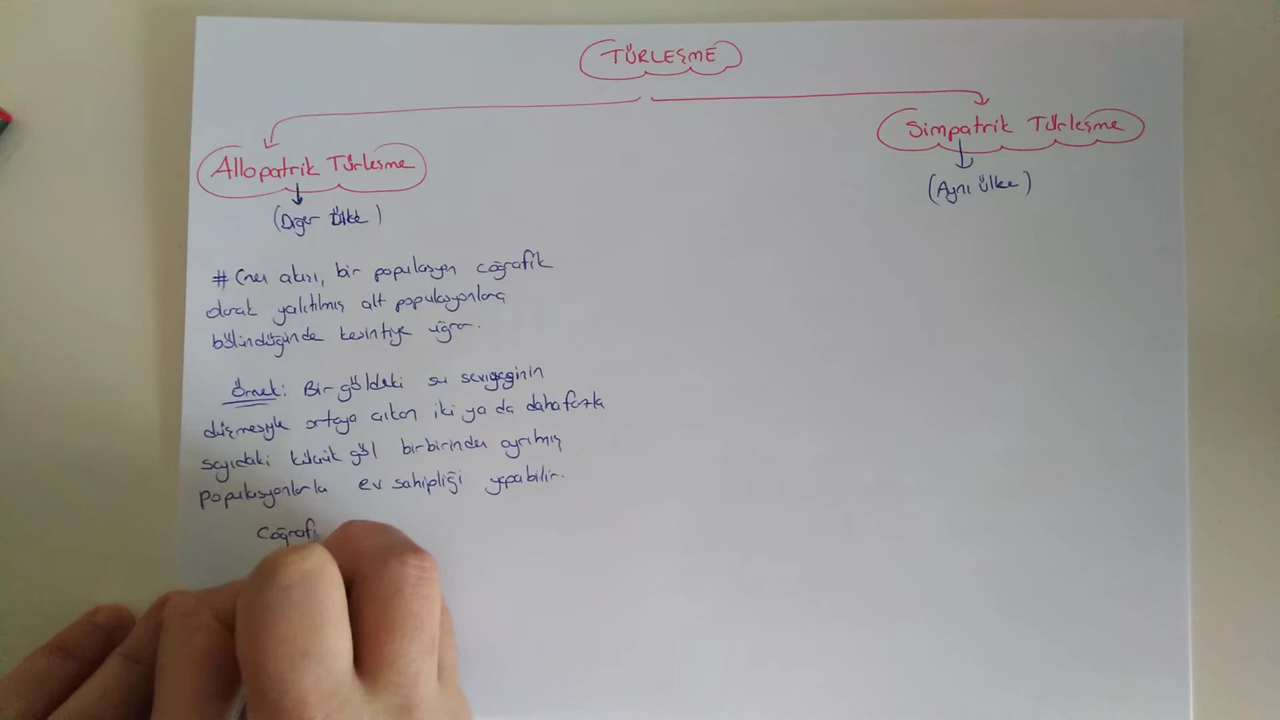 TÜRLEŞME
Allopatrik Türleşme
(Diğer ülke)
Simpatrik Türleşme
(Aynı ülke)
# Gen akışı, bir populasyon coğrafik
olarak yalıtılmış alt populasyonlara
bölündüğünde kesintiye uğrar.
Örnek: Bir göldeki su seviyesinin
düşmesiyle ortaya çıkan iki ya da daha fazla
sayıdaki küçük göl birbirinden ayrılmış
populasyonlarla ev sahipliği yapabilir.
Coğrafi